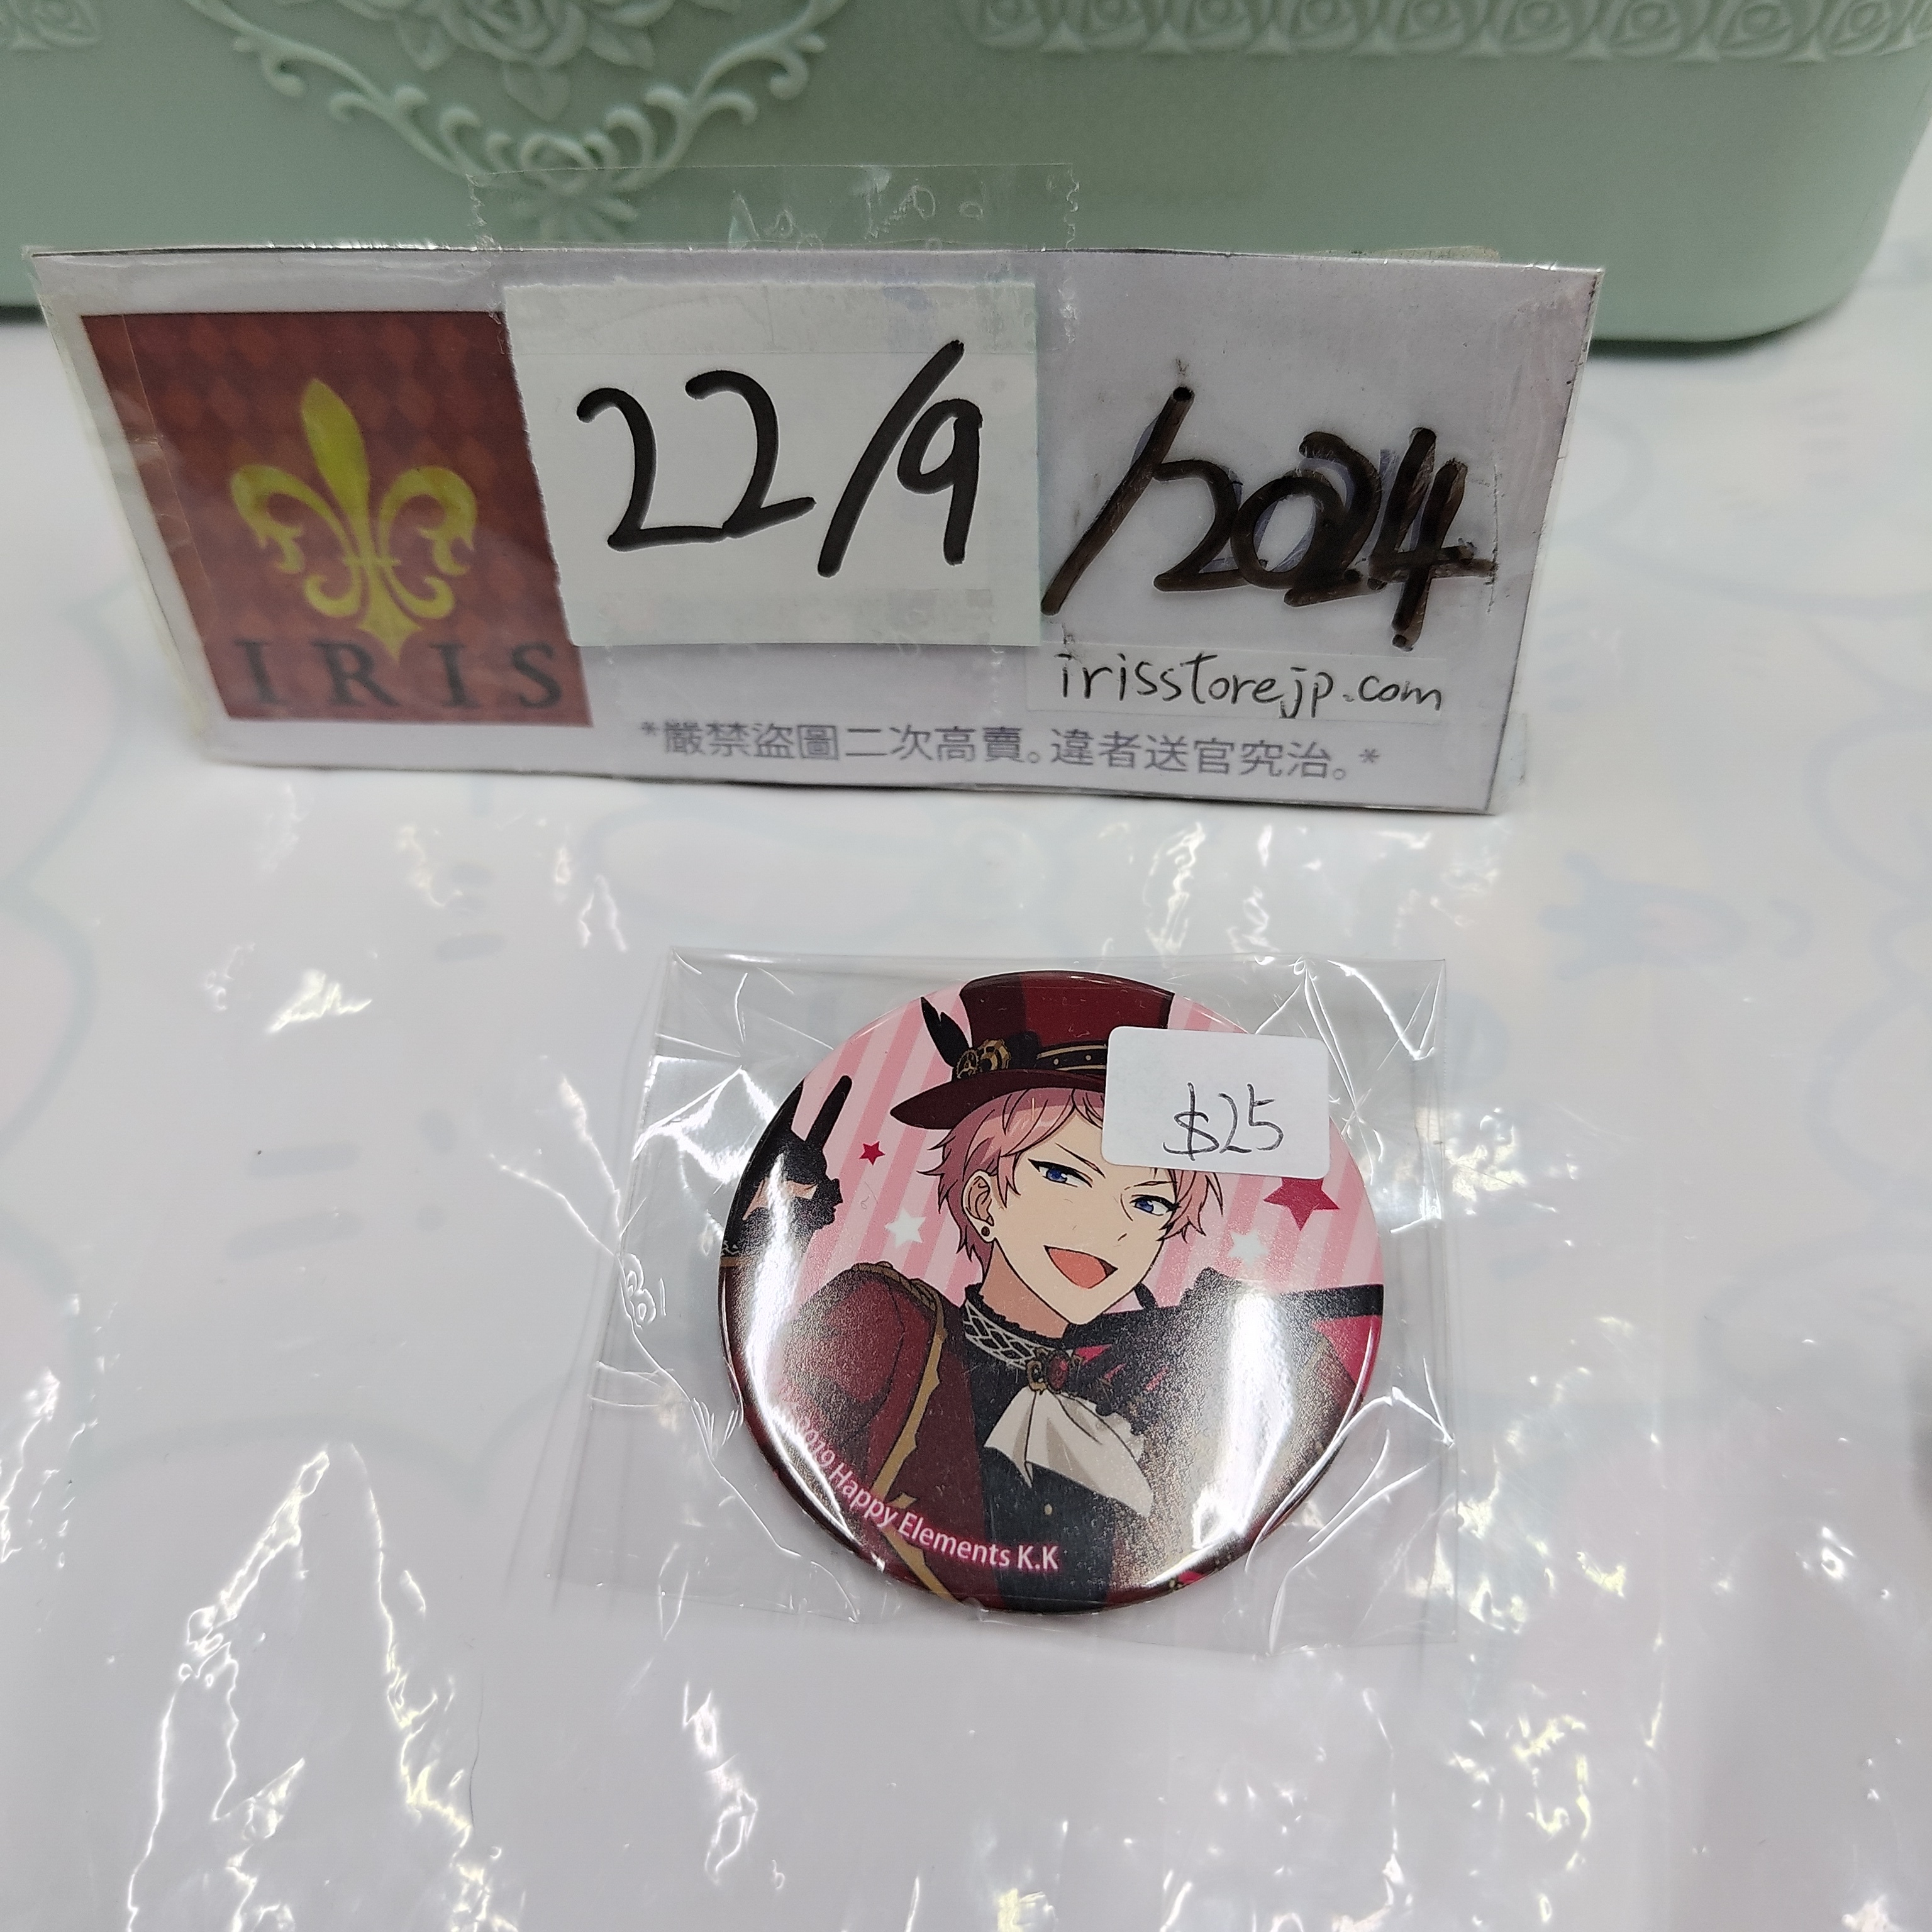 22/9/2024
IRIS
irisstorejp.com
*嚴禁盜圖二次高賣。違者送官究治。*
$25
2019 Happy Elements K.K